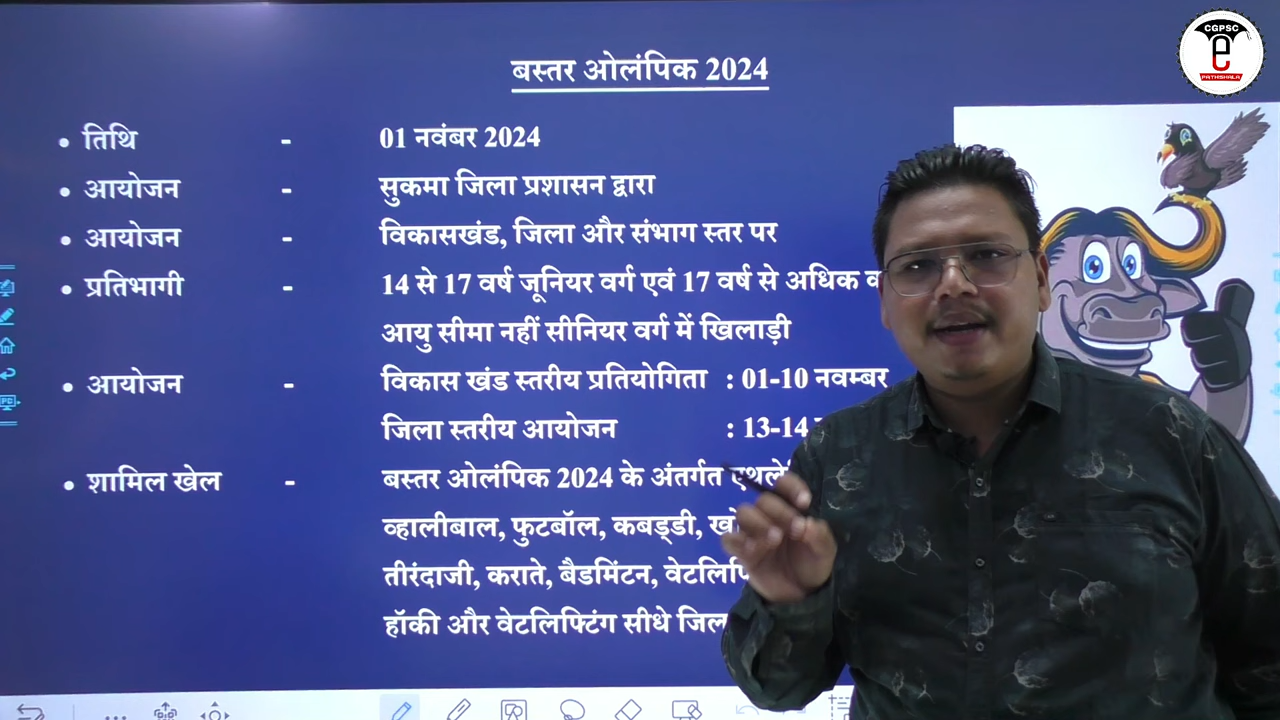 CGPSC
e
PATHSHALA
बस्तर ओलंपिक 2024
• तिथि - 01 नवंबर 2024
• आयोजन - सुकमा जिला प्रशासन द्वारा
• आयोजन - विकासखंड, जिला और संभाग स्तर पर
• प्रतिभागी - 14 से 17 वर्ष जूनियर वर्ग एवं 17 वर्ष से अधिक
आयु सीमा नहीं सीनियर वर्ग में खिलाड़ी
• आयोजन - विकास खंड स्तरीय प्रतियोगिता : 01-10 नवम्बर
जिला स्तरीय आयोजन : 13-14
• शामिल खेल - बस्तर ओलंपिक 2024 के अंतर्गत
व्हालीबाल, फुटबॉल, कबड्डी,
तीरंदाजी, कराते, बैडमिंटन,
हॉकी और वेटलिफ्टिंग सीधे